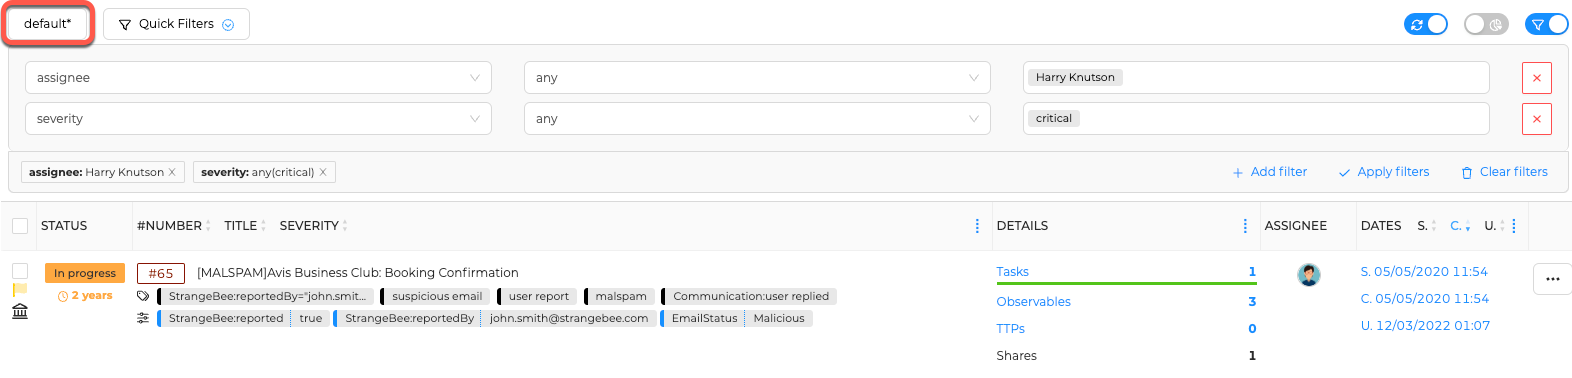 default* Quick Filters
assignee any Harry Knutson
severity any critical
assignee: Harry Knutson severity: any(critical) Add filter Apply filters Clear filters
STATUS #NUMBER TITLE SEVERITY DETAILS ASSIGNEE DATES S. C. U.
In progress #65 [MALSPAM]Avis Business Club: Booking Confirmation Tasks 1 S. 05/05/2020 11:54
2 years StrangeBee:reportedBy="john.smit... suspicious email user report malspam Communication:user replied Observables 3 C. 05/05/2020 11:54
StrangeBee:reported true StrangeBee:reportedBy john.smith@strangebee.com EmailStatus Malicious TTPs 0 U. 12/03/2022 01:07
Shares 1